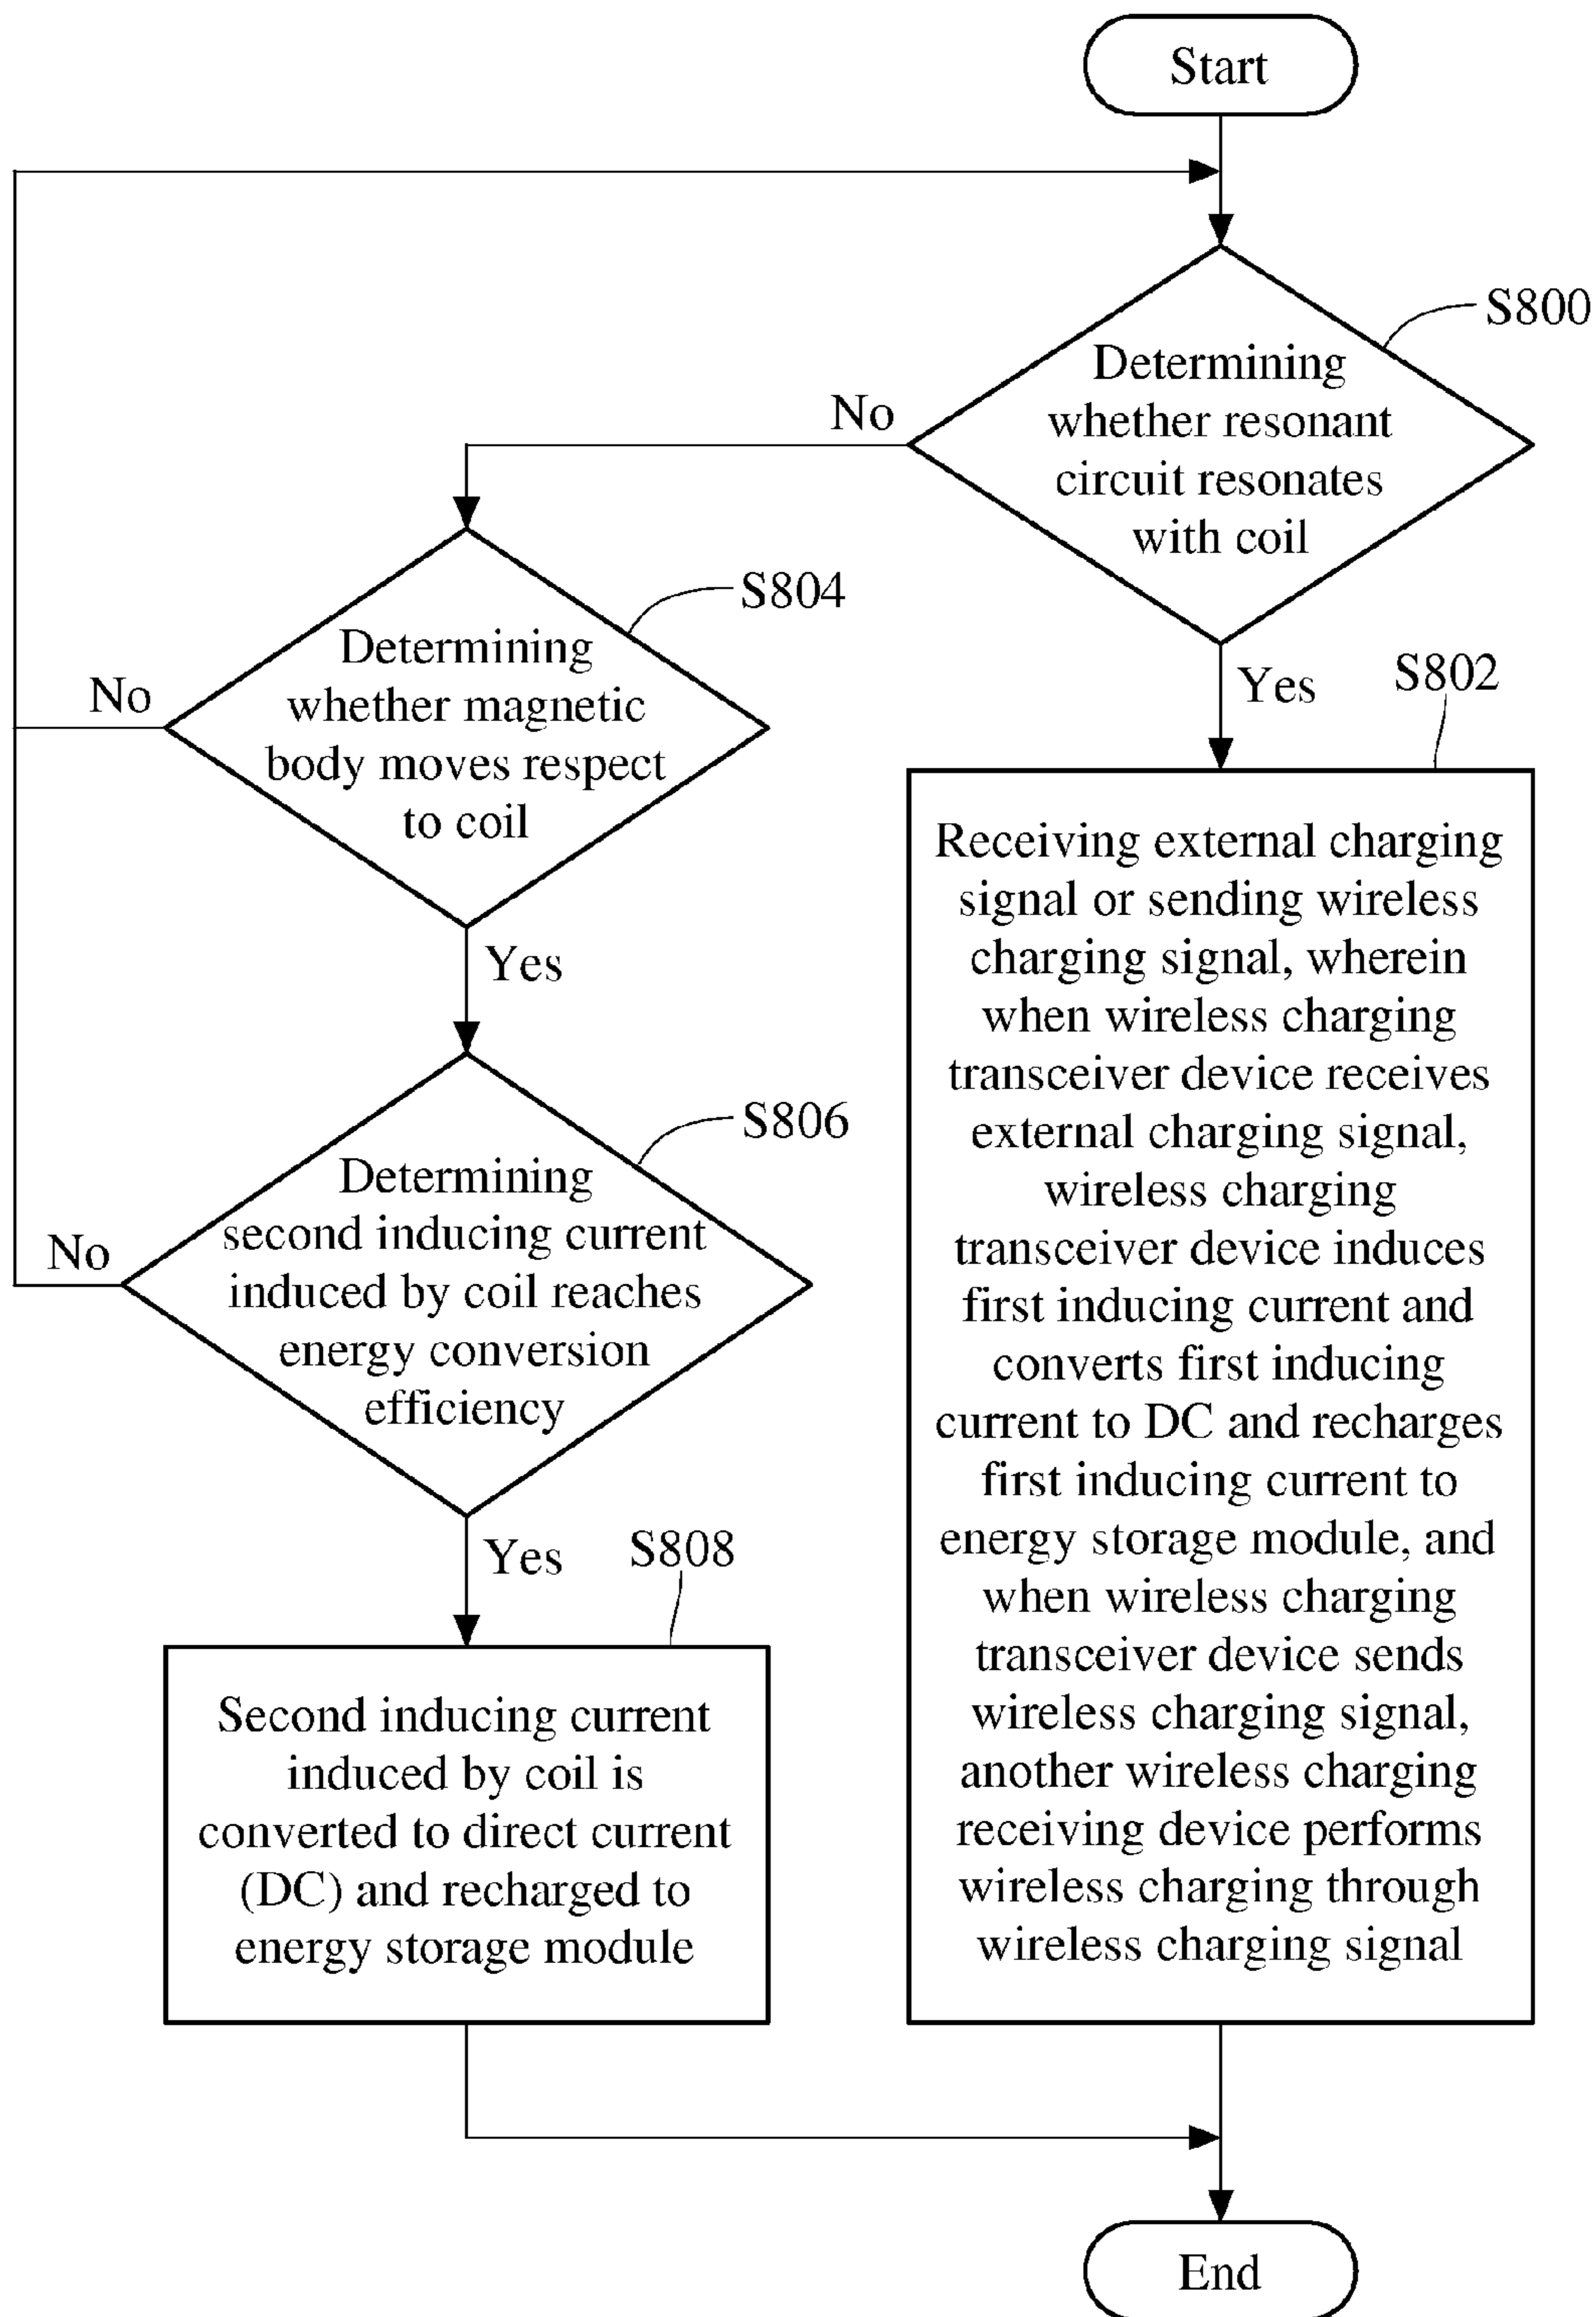 Start
S800
Determining
whether resonant
circuit resonates
with coil
No
Yes
S804
Determining
whether magnetic
body moves respect
to coil
No
Yes
S802
Receiving external charging
signal or sending wireless
charging signal, wherein
when wireless charging
transceiver device receives
external charging signal,
wireless charging
transceiver device induces
first inducing current and
converts first inducing
current to DC and recharges
first inducing current to
energy storage module, and
when wireless charging
transceiver device sends
wireless charging signal,
another wireless charging
receiving device performs
wireless charging through
wireless charging signal
S806
Determining
second inducing current
induced by coil reaches
energy conversion
efficiency
No
Yes
S808
Second inducing current
induced by coil is
converted to direct current
(DC) and recharged to
energy storage module
End